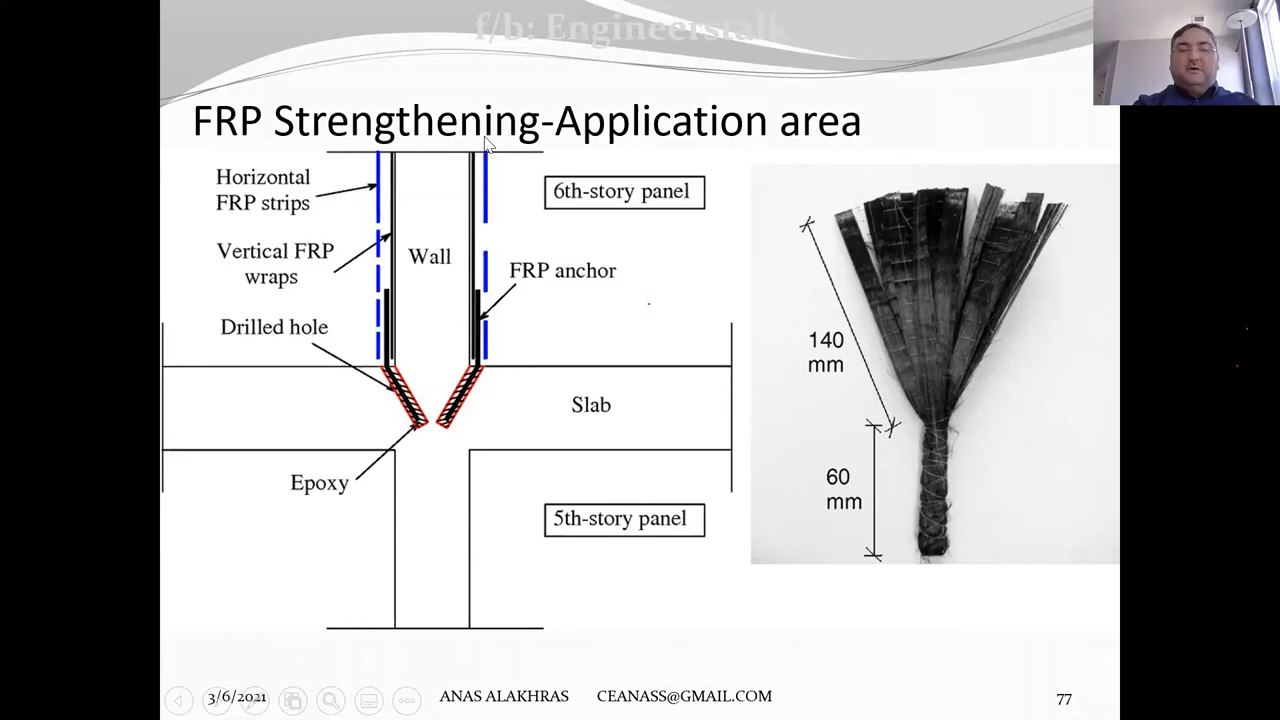 f/b: Engineerstalk
FRP Strengthening-Application area
Horizontal
FRP strips
Vertical FRP
wraps
Drilled hole
Epoxy
Wall
6th-story panel
FRP anchor
Slab
5th-story panel
140
mm
60
mm
3/6/2021
ANAS ALAKHRAS
CEANASS@GMAIL.COM
77